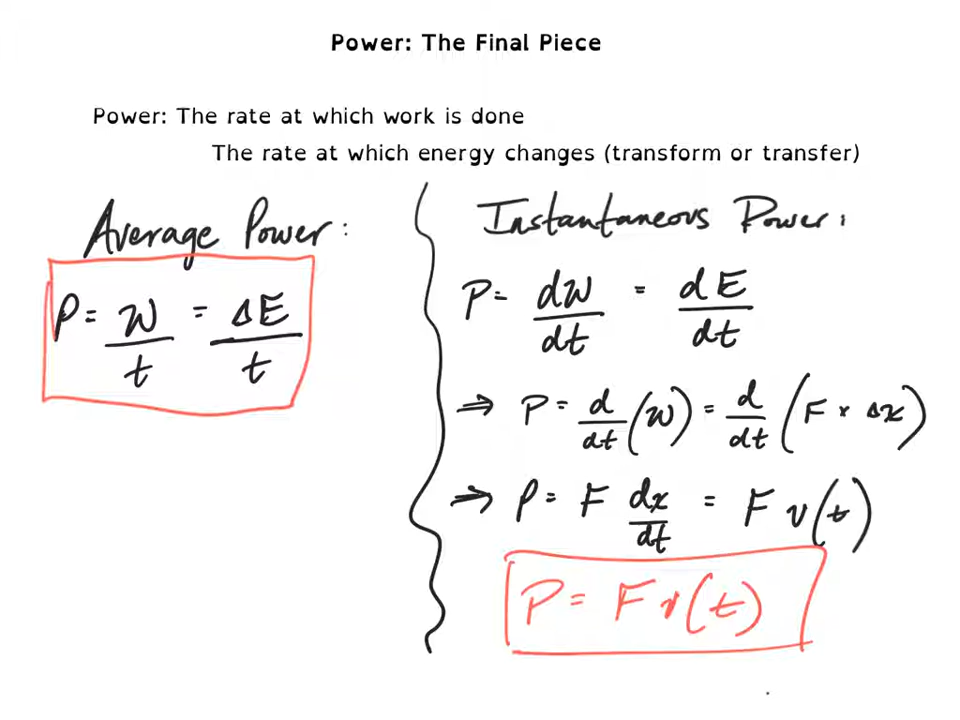 Power: The Final Piece
Power: The rate at which work is done
The rate at which energy changes (transform or transfer)
Average Power:
P = W/t = ΔE/t
Instantaneous Power:
P = dW/dt = dE/dt
⇒ P = d/dt (W) = d/dt (F × Δx)
⇒ P = F dx/dt = F v(t)
P = F v(t)